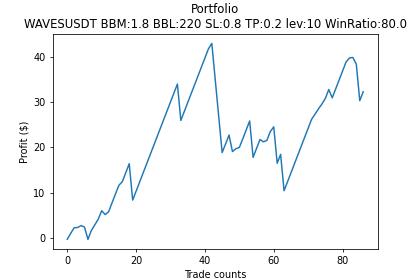 Portfolio
WAVESUSDT BBM:1.8 BBL:220 SL:0.8 TP:0.2 lev:10 WinRatio:80.0
40
30
20
10
0
Profit ($)
0
20
40
60
80
Trade counts